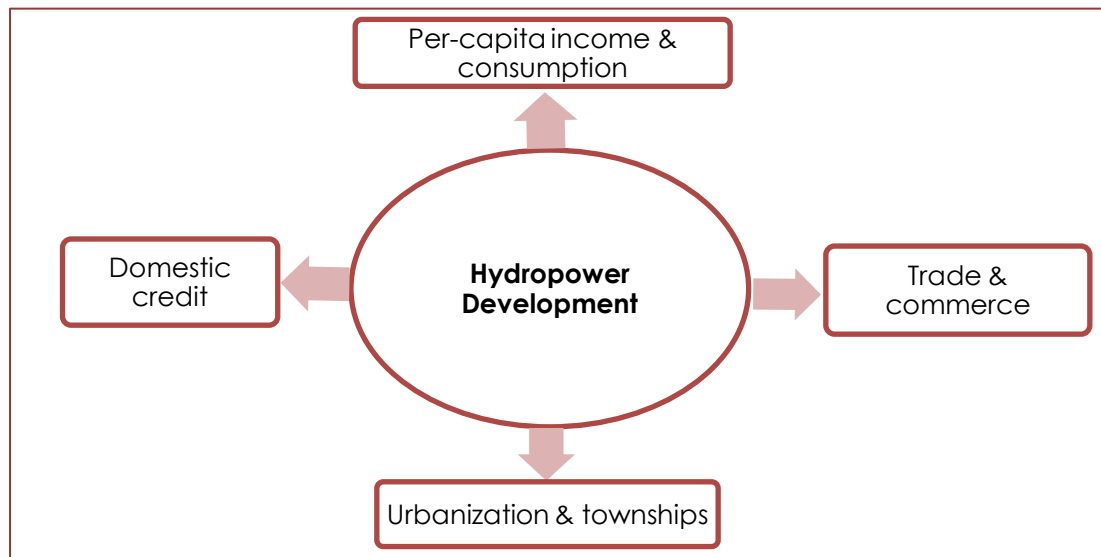 Per-capita income &
consumption
Domestic
credit
Hydropower
Development
Trade &
commerce
Urbanization & townships